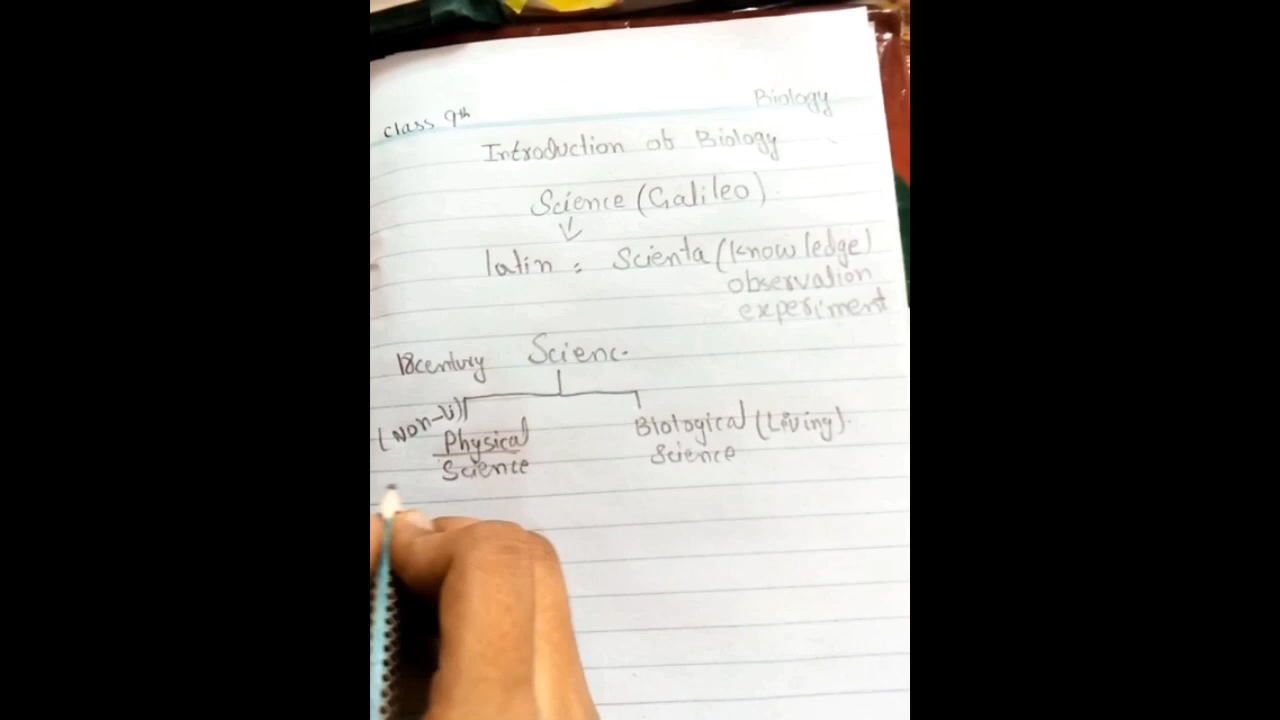 class 9th
Biology
Introduction of Biology
Science (Galileo)
latin = Scienta (knowledge)
observation
experiment
18century Scienc.
(Non-li)
Physical
Science
Biological (Living).
Science